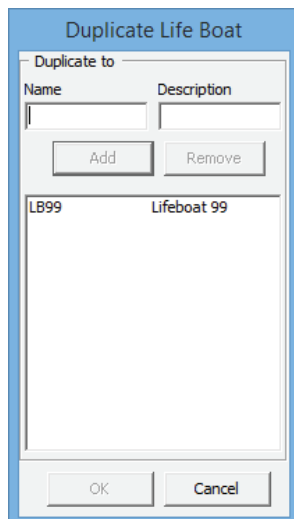 Duplicate Life Boat
Duplicate to
Name Description
Add Remove
LB99 Lifeboat 99
OK Cancel